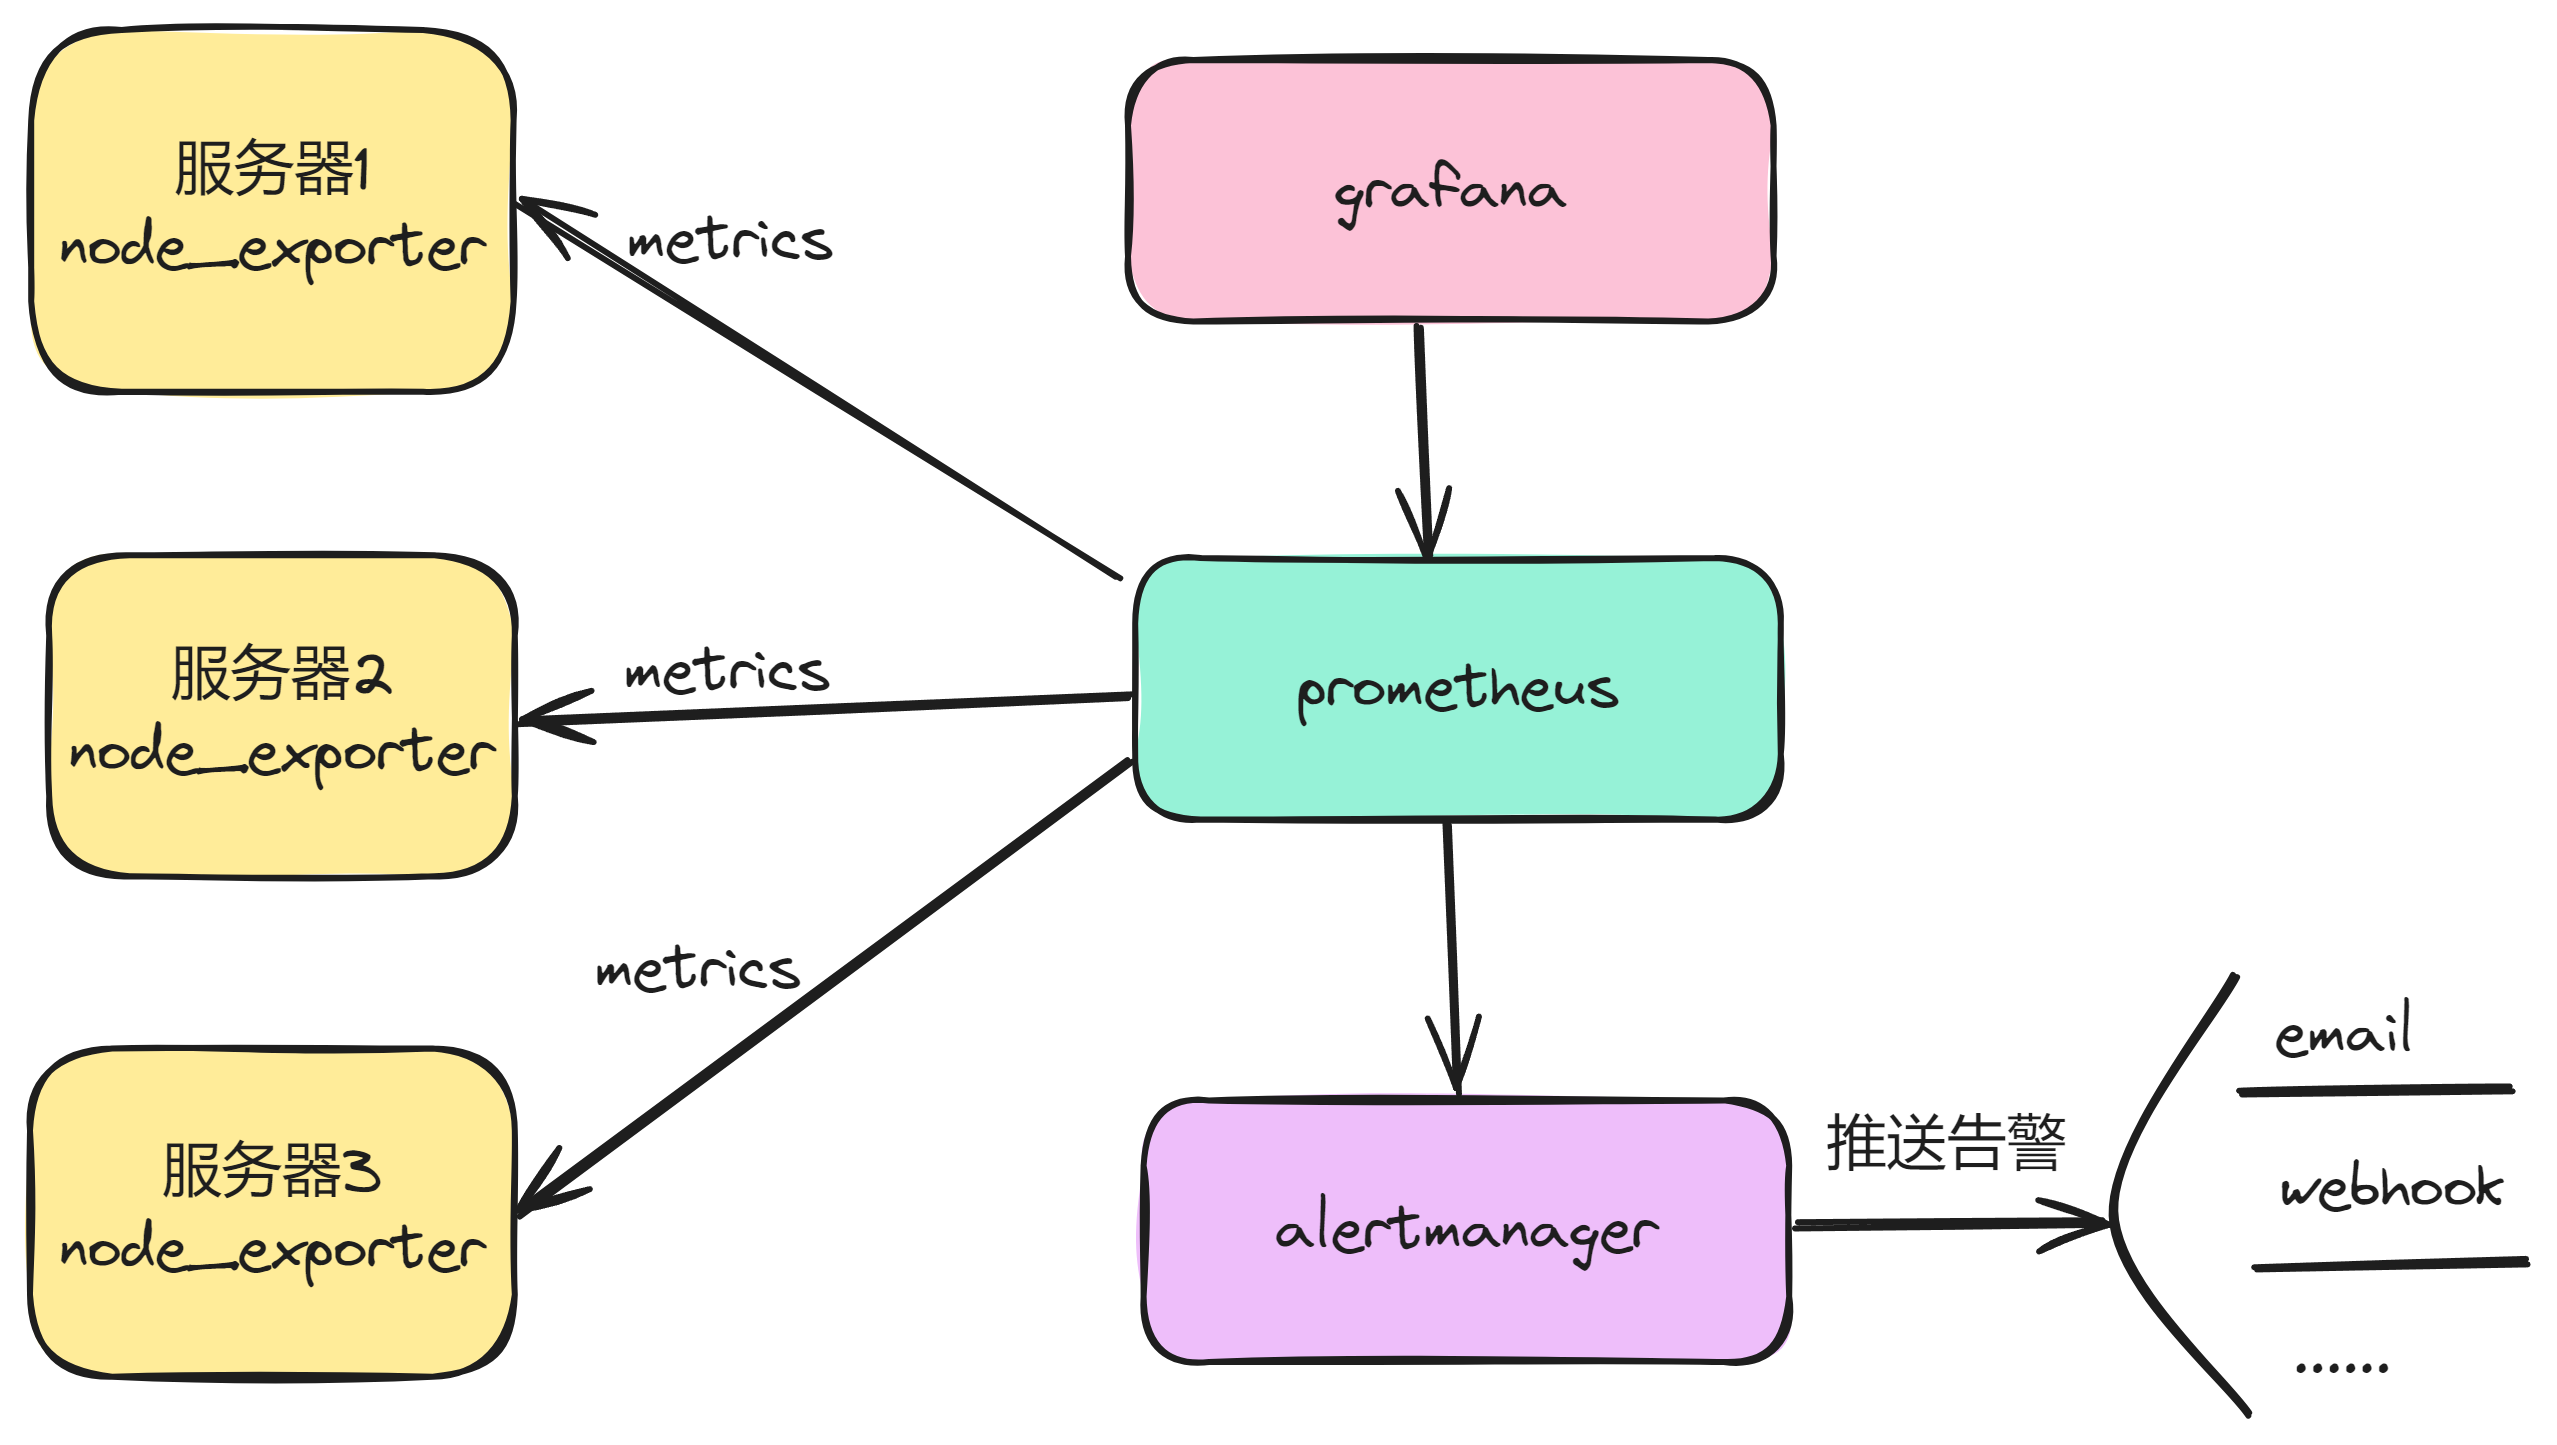 服务器1
node_exporter
metrics
grafana
服务器2
node_exporter
metrics
prometheus
metrics
服务器3
node_exporter
alertmanager
推送告警
email
webhook
......